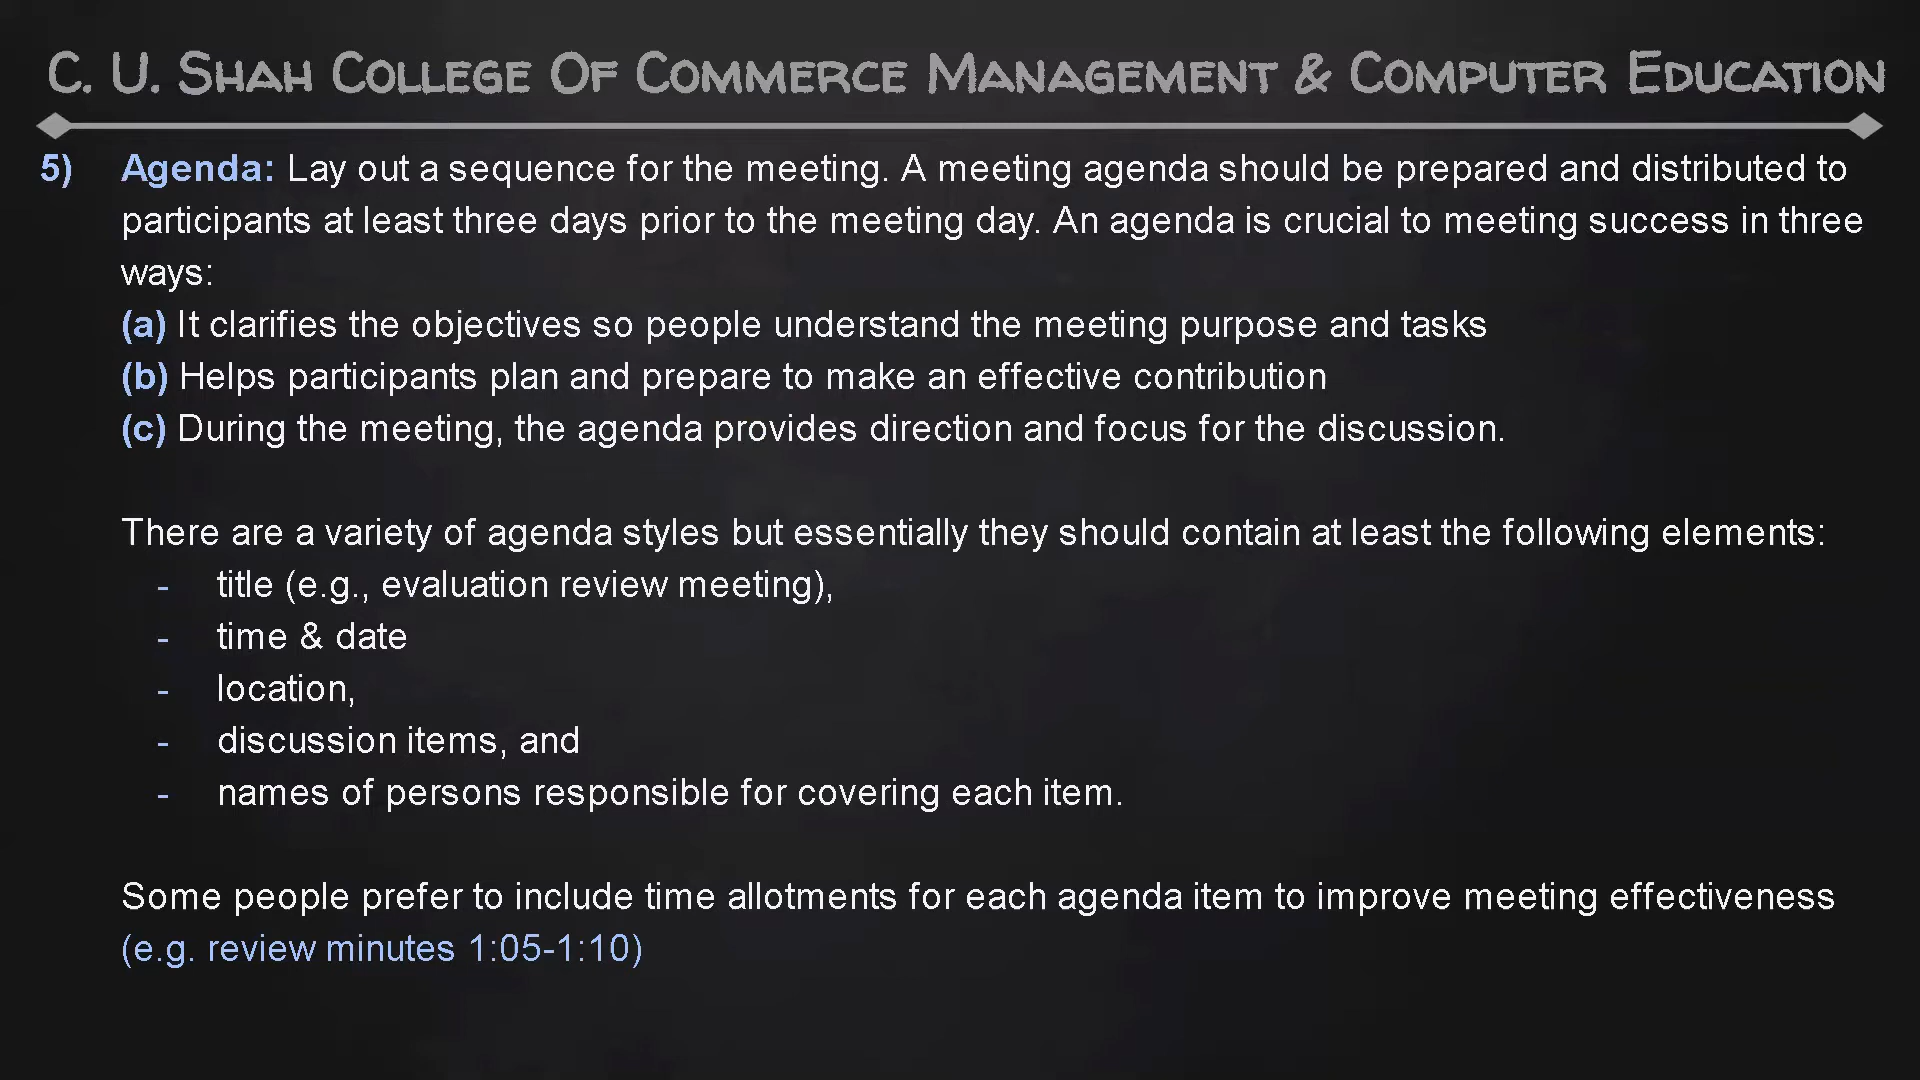 C. U. Shah College Of Commerce Management & Computer Education
5) Agenda: Lay out a sequence for the meeting. A meeting agenda should be prepared and distributed to
participants at least three days prior to the meeting day. An agenda is crucial to meeting success in three
ways:
(a) It clarifies the objectives so people understand the meeting purpose and tasks
(b) Helps participants plan and prepare to make an effective contribution
(c) During the meeting, the agenda provides direction and focus for the discussion.
There are a variety of agenda styles but essentially they should contain at least the following elements:
- title (e.g., evaluation review meeting),
- time & date
- location,
- discussion items, and
- names of persons responsible for covering each item.
Some people prefer to include time allotments for each agenda item to improve meeting effectiveness
(e.g. review minutes 1:05-1:10)